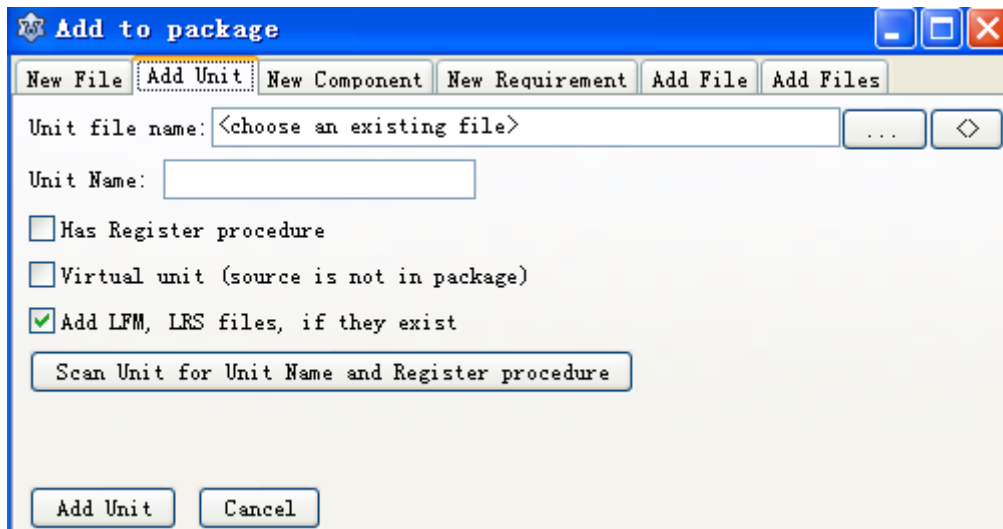 Add to package
New File Add Unit New Component New Requirement Add File Add Files
Unit file name: <choose an existing file> ... <>
Unit Name:
Has Register procedure
Virtual unit (source is not in package)
Add LFM, LRS files, if they exist
Scan Unit for Unit Name and Register procedure
Add Unit Cancel